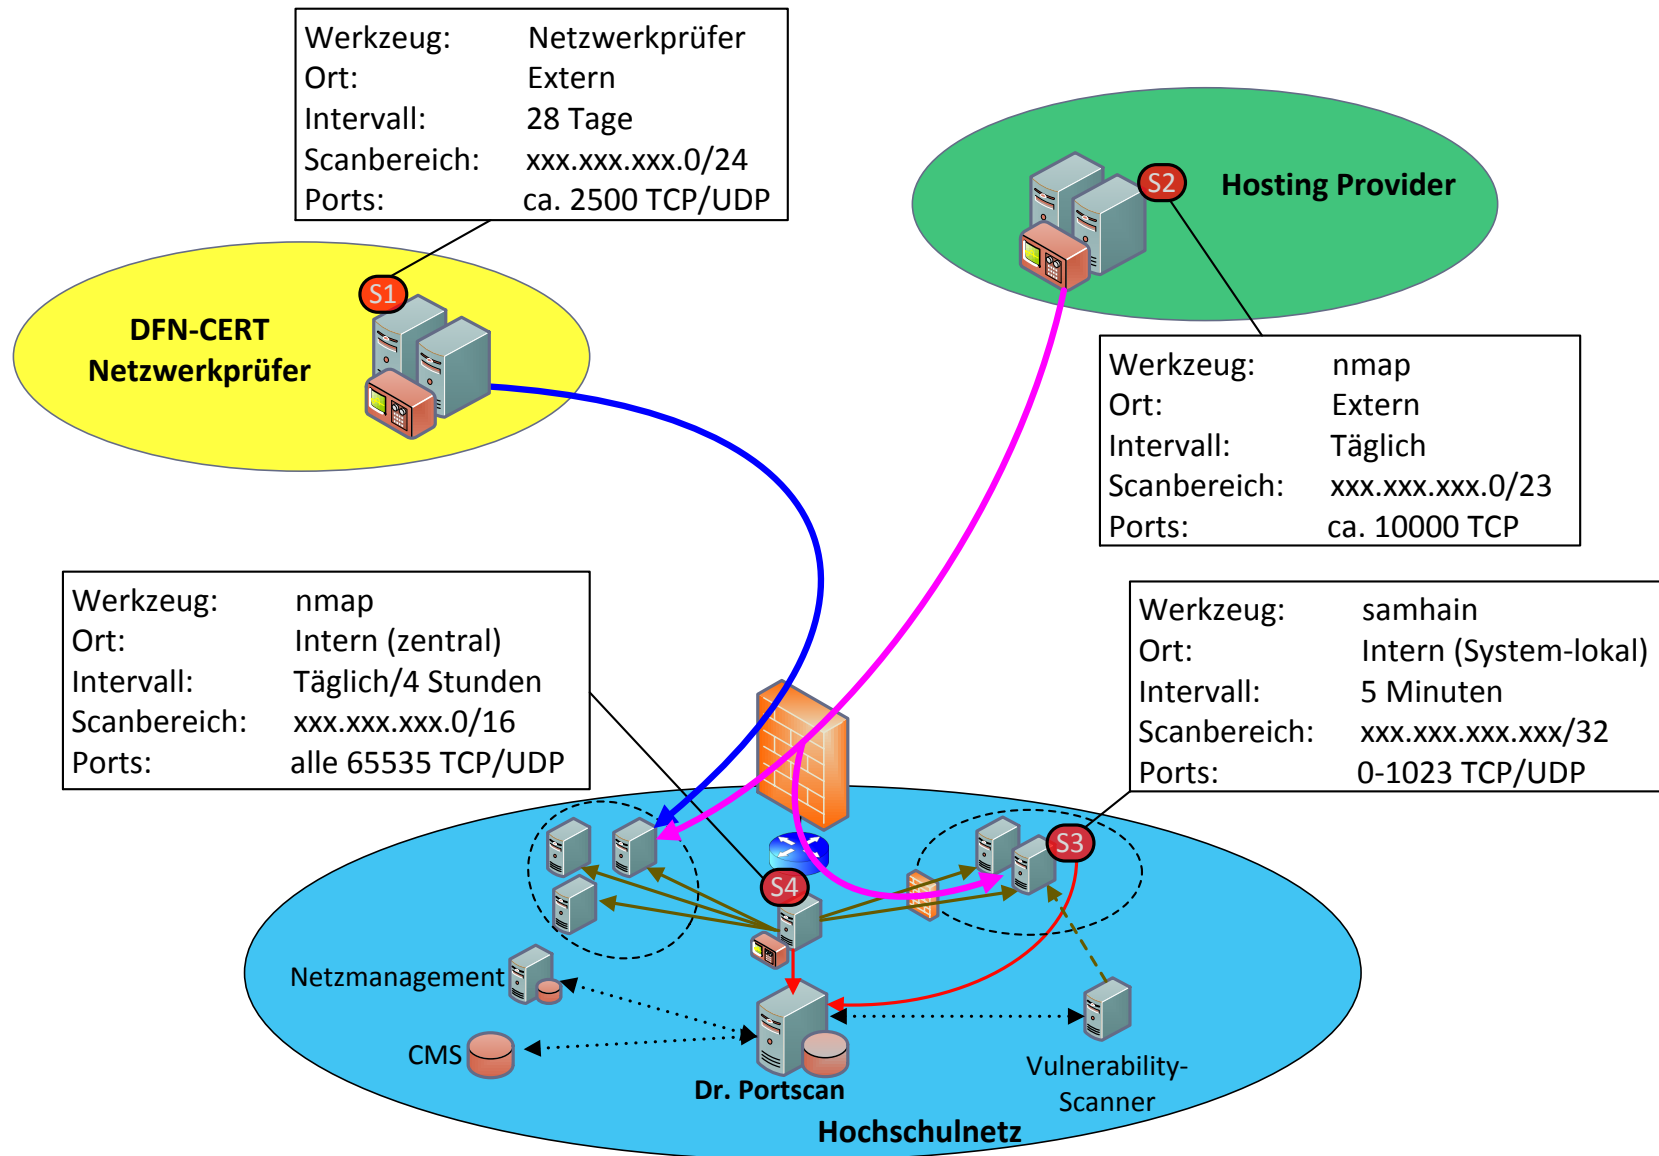 Werkzeug: Netzwerkprüfer
Ort: Extern
Intervall: 28 Tage
Scanbereich: xxx.xxx.xxx.0/24
Ports: ca. 2500 TCP/UDP
S2
Hosting Provider
S1
DFN-CERT
Netzwerkprüfer
Werkzeug: nmap
Ort: Extern
Intervall: Täglich
Scanbereich: xxx.xxx.xxx.0/23
Ports: ca. 10000 TCP
Werkzeug: nmap
Ort: Intern (zentral)
Intervall: Täglich/4 Stunden
Scanbereich: xxx.xxx.xxx.0/16
Ports: alle 65535 TCP/UDP
Werkzeug: samhain
Ort: Intern (System-lokal)
Intervall: 5 Minuten
Scanbereich: xxx.xxx.xxx.xxx/32
Ports: 0-1023 TCP/UDP
S3
S4
Netzmanagement
CMS
Dr. Portscan
Vulnerability-
Scanner
Hochschulnetz